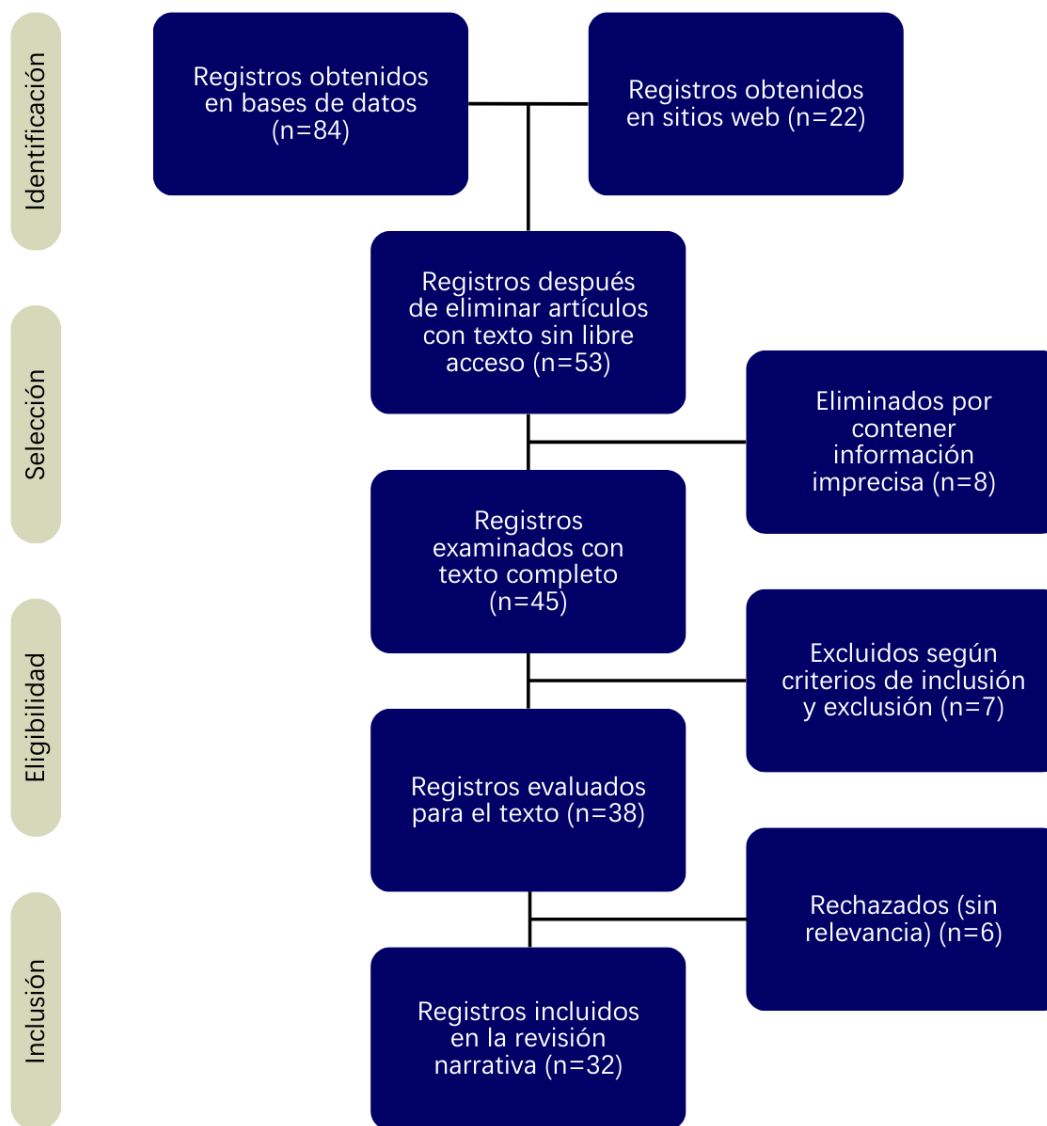 Identificación
Registros obtenidos
en bases de datos
(n=84)
Registros obtenidos
en sitios web (n=22)
Registros después
de eliminar artículos
con texto sin libre
acceso (n=53)
Selección
Eliminados por
contener
información
imprecisa (n=8)
Registros
examinados con
texto completo
(n=45)
Eligibilidad
Excluidos según
criterios de inclusión
y exclusión (n=7)
Registros evaluados
para el texto (n=38)
Rechazados (sin
relevancia) (n=6)
Inclusión
Registros incluidos
en la revisión
narrativa (n=32)